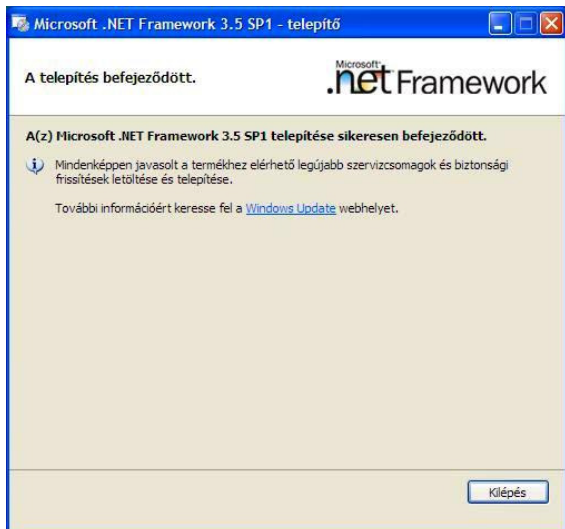 Microsoft .NET Framework 3.5 SP1 - telepítő
A telepítés befejeződött.
Microsoft
.net Framework
A(z) Microsoft .NET Framework 3.5 SP1 telepítése sikeresen befejeződött.
Mindenképpen javasolt a termékhez elérhető legújabb szervizcsomagok és biztonsági
frissítések letöltése és telepítése.
További információért keresse fel a Windows Update webhelyet.
Kilépés